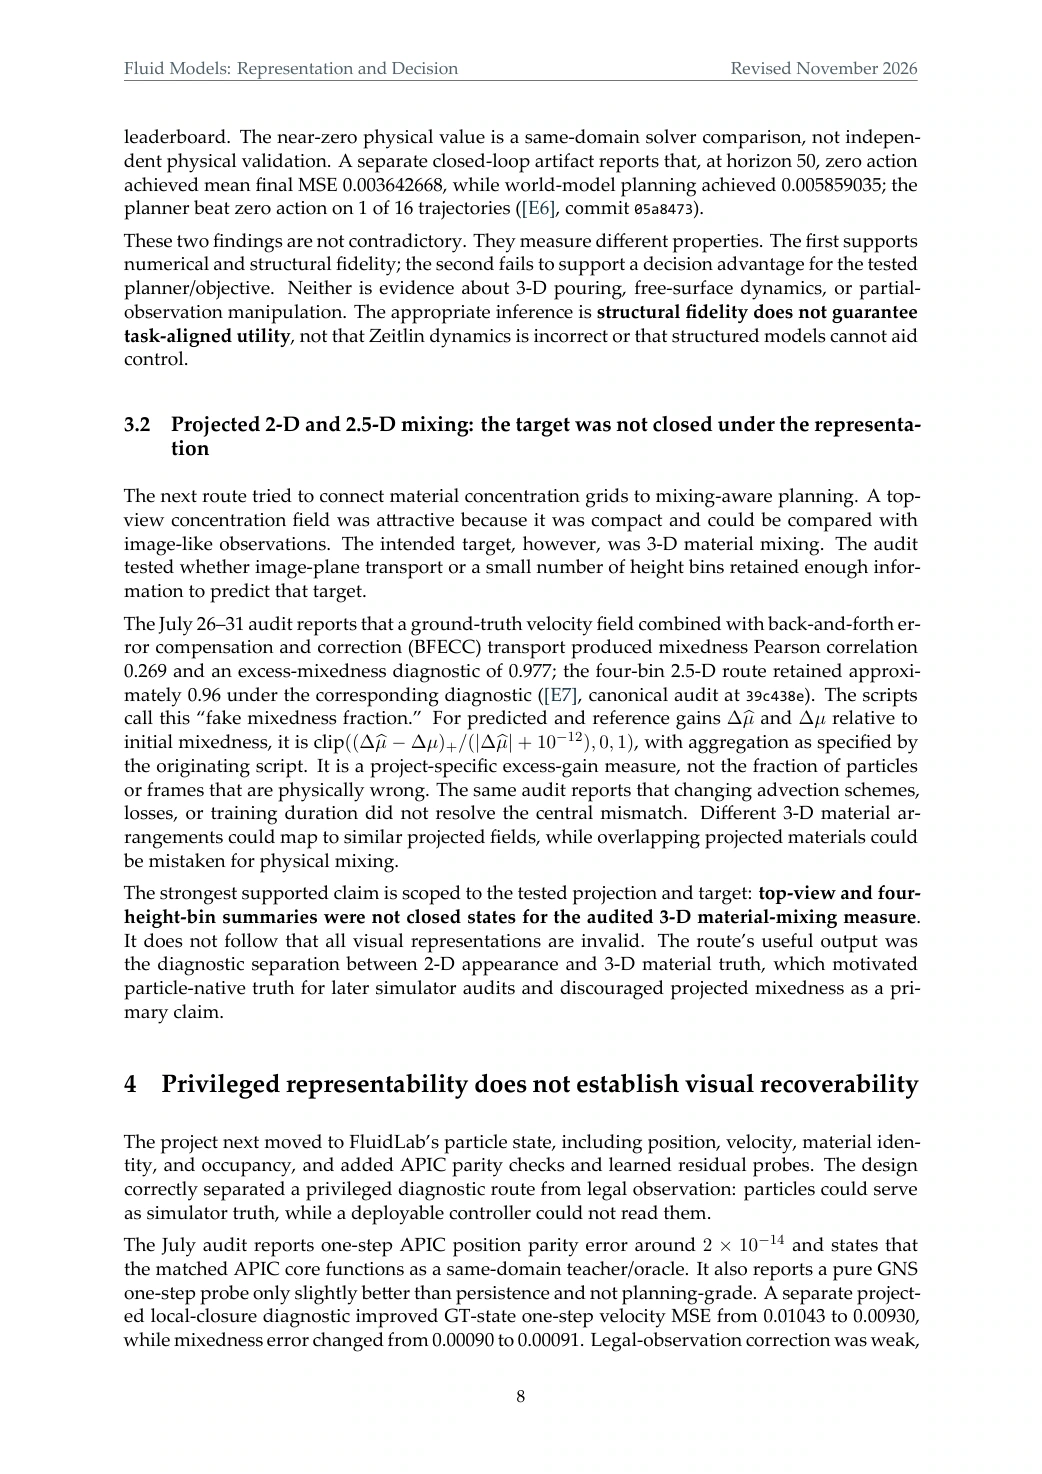 Fluid Models: Representation and Decision
Revised November 2026
leaderboard. The near-zero physical value is a same-domain solver comparison, not indepen-
dent physical validation. A separate closed-loop artifact reports that, at horizon 50, zero action
achieved mean final MSE 0.003642668, while world-model planning achieved 0.005859035; the
planner beat zero action on 1 of 16 trajectories ([E6], commit 05a8473).
These two findings are not contradictory. They measure different properties. The first supports
numerical and structural fidelity; the second fails to support a decision advantage for the tested
planner/objective. Neither is evidence about 3-D pouring, free-surface dynamics, or partial-
observation manipulation. The appropriate inference is structural fidelity does not guarantee
task-aligned utility, not that Zeitlin dynamics is incorrect or that structured models cannot aid
control.
3.2 Projected 2-D and 2.5-D mixing: the target was not closed under the representa-
tion
The next route tried to connect material concentration grids to mixing-aware planning. A top-
view concentration field was attractive because it was compact and could be compared with
image-like observations. The intended target, however, was 3-D material mixing. The audit
tested whether image-plane transport or a small number of height bins retained enough infor-
mation to predict that target.
The July 26–31 audit reports that a ground-truth velocity field combined with back-and-forth er-
ror compensation and correction (BFECC) transport produced mixedness Pearson correlation
0.269 and an excess-mixedness diagnostic of 0.977; the four-bin 2.5-D route retained approxi-
mately 0.96 under the corresponding diagnostic ([E7], canonical audit at 39c438e). The scripts
call this “fake mixedness fraction.” For predicted and reference gains Δμ̂ and Δμ relative to
initial mixedness, it is clip((Δμ̂ − Δμ)₊/(|Δμ̂| + 10⁻¹²), 0, 1), with aggregation as specified by
the originating script. It is a project-specific excess-gain measure, not the fraction of particles
or frames that are physically wrong. The same audit reports that changing advection schemes,
losses, or training duration did not resolve the central mismatch. Different 3-D material ar-
rangements could map to similar projected fields, while overlapping projected materials could
be mistaken for physical mixing.
The strongest supported claim is scoped to the tested projection and target: top-view and four-
height-bin summaries were not closed states for the audited 3-D material-mixing measure.
It does not follow that all visual representations are invalid. The route’s useful output was
the diagnostic separation between 2-D appearance and 3-D material truth, which motivated
particle-native truth for later simulator audits and discouraged projected mixedness as a pri-
mary claim.
4 Privileged representability does not establish visual recoverability
The project next moved to FluidLab’s particle state, including position, velocity, material iden-
tity, and occupancy, and added APIC parity checks and learned residual probes. The design
correctly separated a privileged diagnostic route from legal observation: particles could serve
as simulator truth, while a deployable controller could not read them.
The July audit reports one-step APIC position parity error around 2 × 10⁻¹⁴ and states that
the matched APIC core functions as a same-domain teacher/oracle. It also reports a pure GNS
one-step probe only slightly better than persistence and not planning-grade. A separate project-
ed local-closure diagnostic improved GT-state one-step velocity MSE from 0.01043 to 0.00930,
while mixedness error changed from 0.00090 to 0.00091. Legal-observation correction was weak,
8